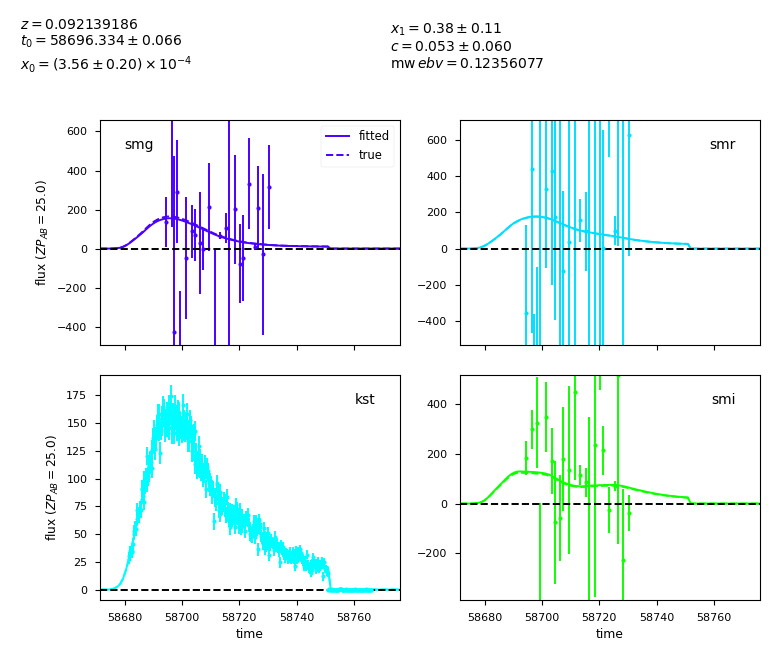 z = 0.092139186
t₀ = 58696.334 ± 0.066
x₀ = (3.56 ± 0.20) × 10⁻⁴
x₁ = 0.38 ± 0.11
c = 0.053 ± 0.060
mw ebv = 0.12356077
smg
fitted
true
600
400
200
0
−200
−400
flux (ZP_AB = 25.0)
smr
600
400
200
0
−200
−400
kst
175
150
125
100
75
50
25
0
flux (ZP_AB = 25.0)
58680 58700 58720 58740 58760
time
smi
400
200
0
−200
58680 58700 58720 58740 58760
time